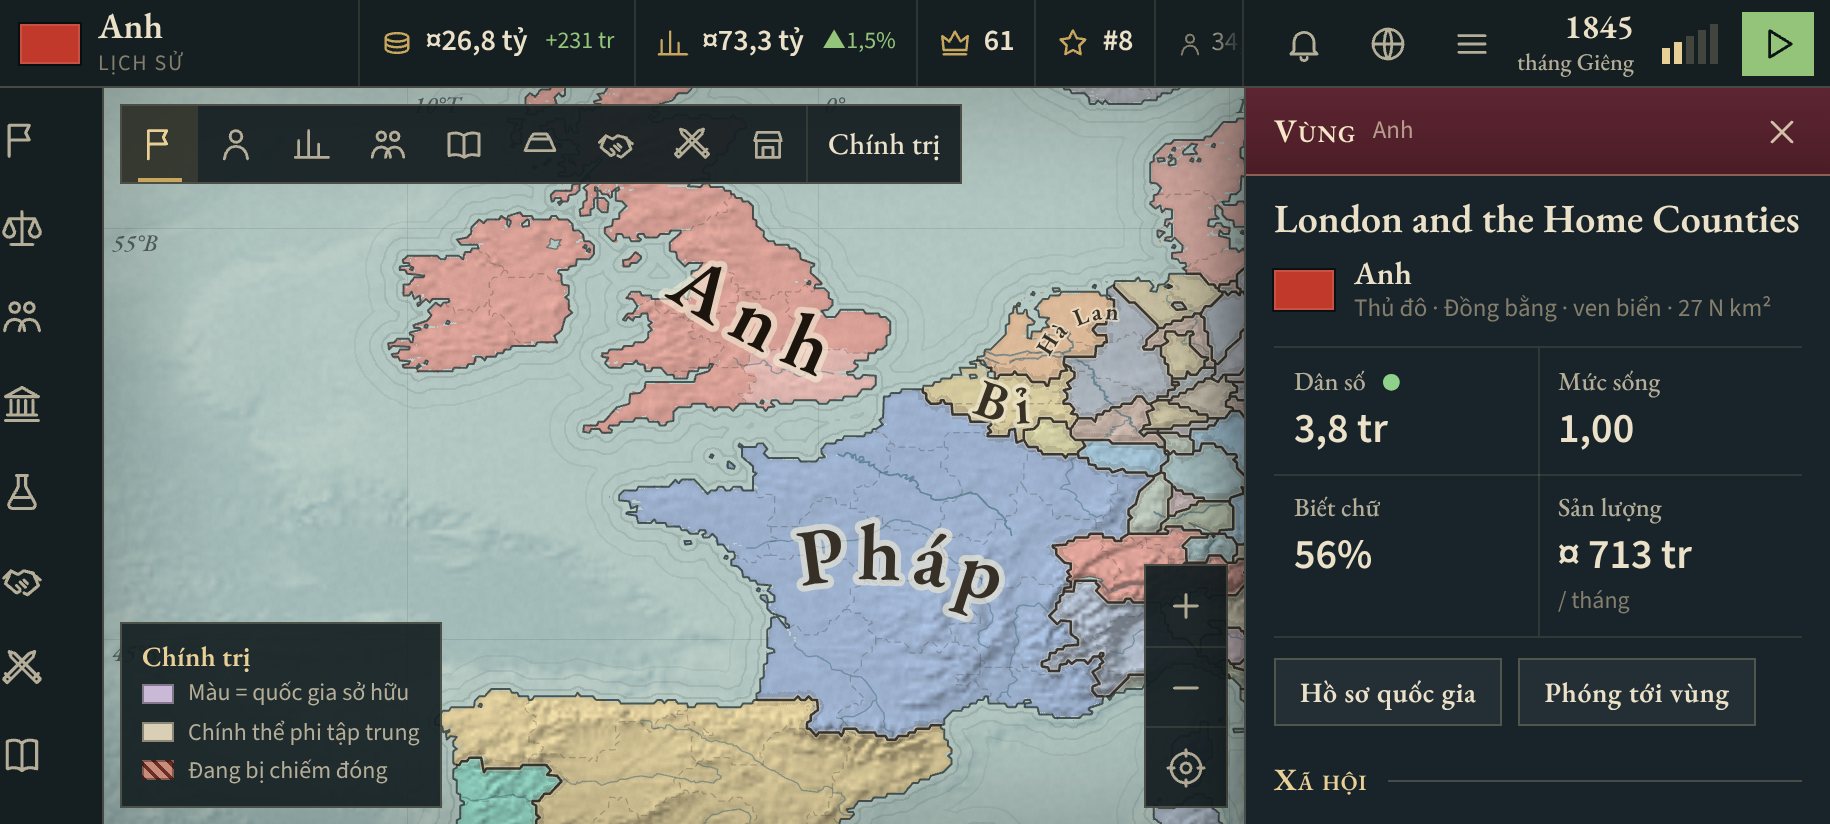 Anh
LỊCH SỬ
¤26,8 tỷ +231 tr
¤73,3 tỷ ▲1,5%
61
#8
34
1845
tháng Giêng
10°T
0°
Chính trị
55°B
Anh
Hà Lan
Bỉ
Pháp
45
Chính trị
Màu = quốc gia sở hữu
Chính thể phi tập trung
Đang bị chiếm đóng
VÙNG Anh
London and the Home Counties
Anh
Thủ đô · Đồng bằng · ven biển · 27 N km²
Dân số
3,8 tr
Mức sống
1,00
Biết chữ
56%
Sản lượng
¤ 713 tr
/ tháng
Hồ sơ quốc gia
Phóng tới vùng
XÃ HỘI